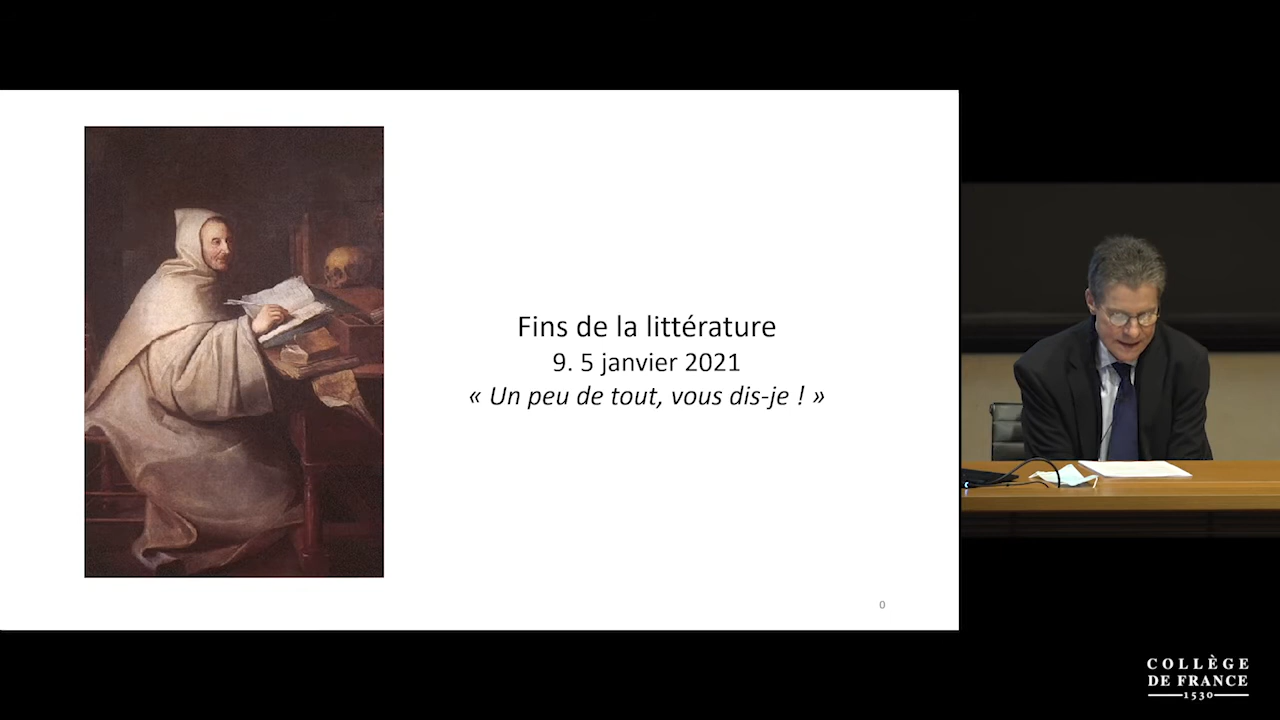 Fins de la littérature
9. 5 janvier 2021
« Un peu de tout, vous dis-je ! »
0
COLLÈGE
DE FRANCE
1530